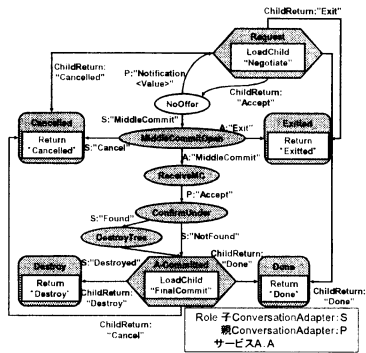 ChildReturn:"Exit"
Request
LoadChild
"Negotiate"
ChildReturn:
"Cancelled"
P:"Notification
<Value>"
ChildReturn:
"Accept"
NoOffer
S:"MiddleCommit"
Cancelled
Return
"Cancelled"
A:"Exit"
Exitted
Return
"Exitted"
MiddleCommitOpen
S:"Cancel"
A:"MiddleCommit"
ReceiveMC
P:"Accept"
S:"Found"
ConfirmUnder
DestroyTree
S:"NotFound"
S:"Destroyed"
ChildReturn:
"Done"
Destroy
Return
"Destroy"
A-Committed
LoadChild
"FinalCommit"
Done
Return
"Done"
ChildReturn:
"Destroy"
ChildReturn:
"Done"
ChildReturn:
"Cancel"
Role 子ConversationAdapter:S
親ConversationAdapter:P
サービスA:A